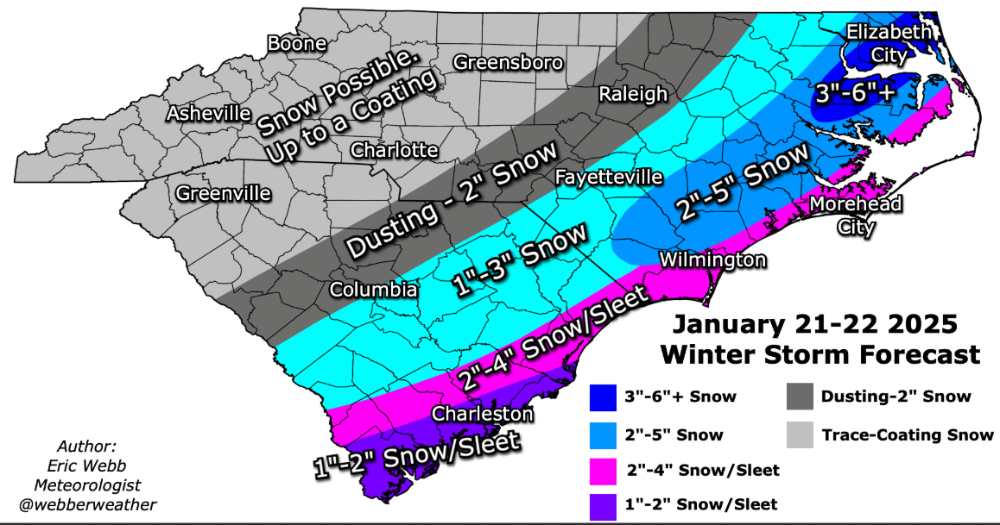 Boone
Greensboro
Elizabeth
City
Snow Possible.
Up to a Coating
Asheville
Raleigh
3"-6"+
Charlotte
Greenville
Fayetteville
Dusting - 2" Snow
2"-5" Snow
Morehead
City
1"-3" Snow
Wilmington
Columbia
2"-4" Snow/Sleet
Charleston
1"-2" Snow/Sleet
January 21-22 2025
Winter Storm Forecast
3"-6"+ Snow
2"-5" Snow
2"-4" Snow/Sleet
1"-2" Snow/Sleet
Dusting-2" Snow
Trace-Coating Snow
Author:
Eric Webb
Meteorologist
@webberweather